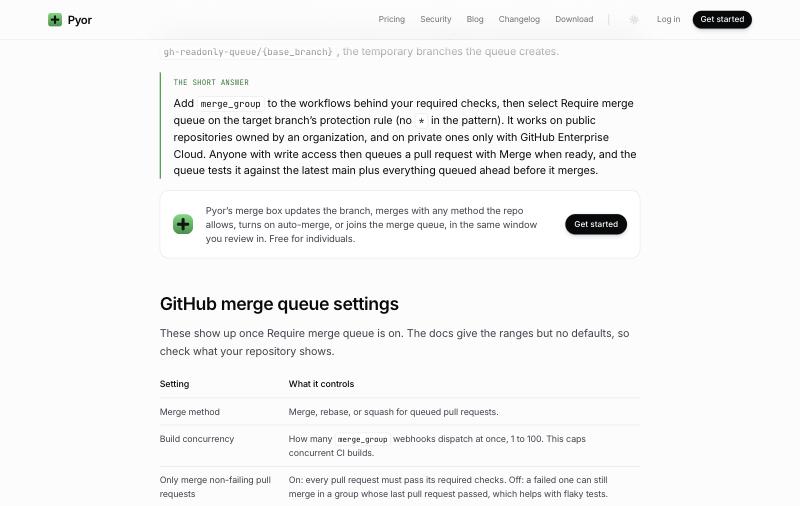 Pyor
Pricing Security Blog Changelog Download Log in Get started
gh-readonly-queue/{base_branch} , the temporary branches the queue creates.
THE SHORT ANSWER
Add merge_group to the workflows behind your required checks, then select Require merge
queue on the target branch’s protection rule (no * in the pattern). It works on public
repositories owned by an organization, and on private ones only with GitHub Enterprise
Cloud. Anyone with write access then queues a pull request with Merge when ready, and the
queue tests it against the latest main plus everything queued ahead before it merges.
Pyor’s merge box updates the branch, merges with any method the repo
allows, turns on auto-merge, or joins the merge queue, in the same window
you review in. Free for individuals.
Get started
GitHub merge queue settings
These show up once Require merge queue is on. The docs give the ranges but no defaults, so
check what your repository shows.
Setting What it controls
Merge method Merge, rebase, or squash for queued pull requests.
Build concurrency How many merge_group webhooks dispatch at once, 1 to 100. This caps
concurrent CI builds.
Only merge non-failing pull On: every pull request must pass its required checks. Off: a failed one can still
requests merge in a group whose last pull request passed, which helps with flaky tests.